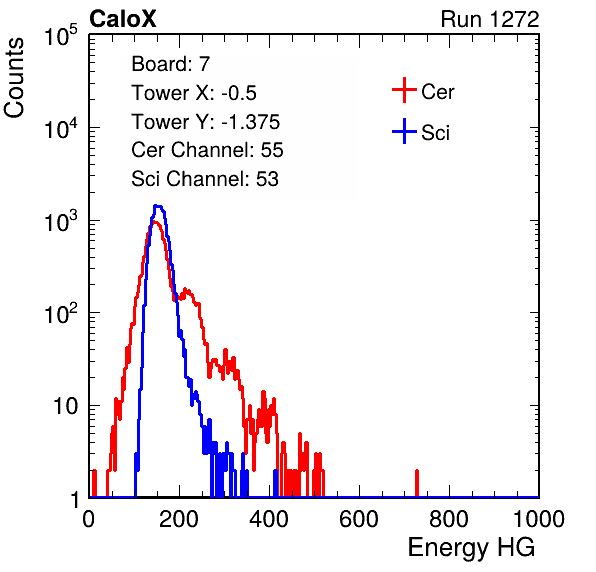 CaloX Run 1272
Counts
10^5
10^4
10^3
10^2
10
1
Board: 7
Tower X: -0.5
Tower Y: -1.375
Cer Channel: 55
Sci Channel: 53
Cer
Sci
0 200 400 600 800 1000
Energy HG